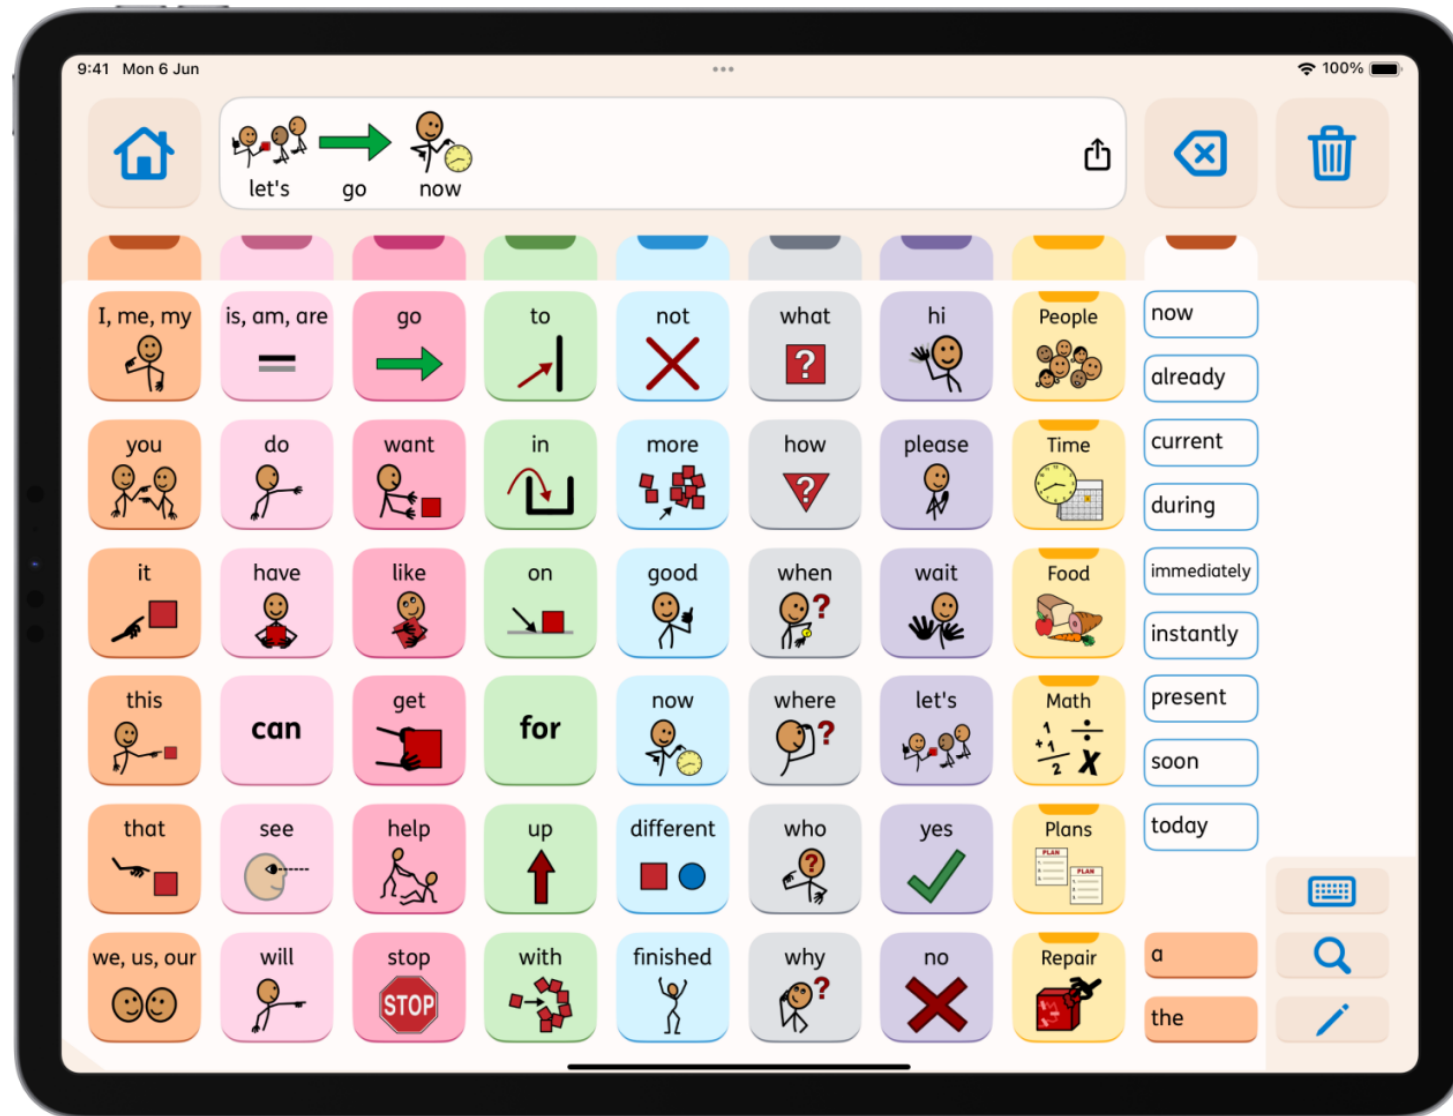 9:41 Mon 6 Jun
100%
let's go now
I, me, my
is, am, are
go
to
not
what
hi
People
now
already
you
do
want
in
more
how
please
Time
current
during
it
have
like
on
good
when
wait
Food
immediately
instantly
this
can
get
for
now
where
let's
Math
1
+1
2
÷
X
present
soon
that
see
help
up
different
who
yes
Plans
PLAN
PLAN
today
we, us, our
will
stop
STOP
with
finished
why
no
Repair
a
the